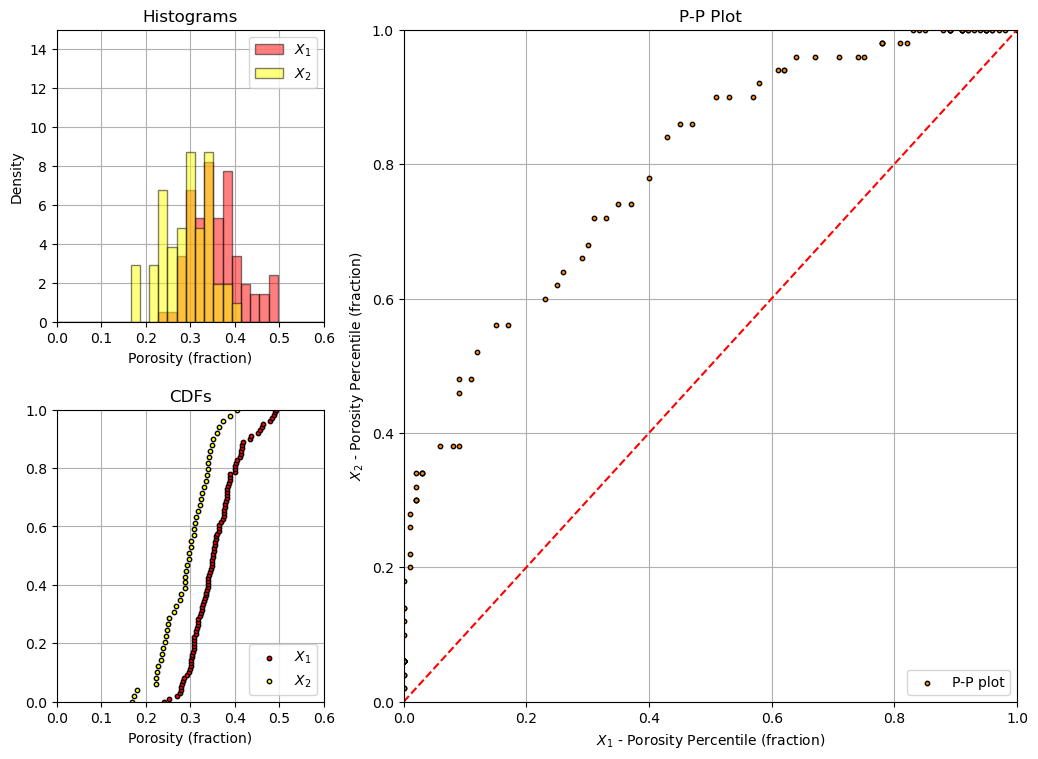 Histograms
14
12
10
8
6
4
2
0
Density
X₁
X₂
0.0 0.1 0.2 0.3 0.4 0.5 0.6
Porosity (fraction)
CDFs
1.0
0.8
0.6
0.4
0.2
0.0
X₁
X₂
0.0 0.1 0.2 0.3 0.4 0.5 0.6
Porosity (fraction)
P-P Plot
1.0
0.8
0.6
0.4
0.2
0.0
X₂ - Porosity Percentile (fraction)
P-P plot
0.0 0.2 0.4 0.6 0.8 1.0
X₁ - Porosity Percentile (fraction)